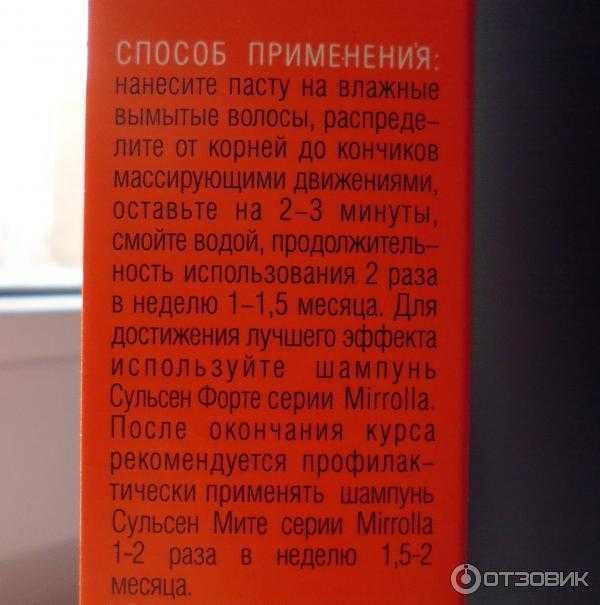 СПОСОБ ПРИМЕНЕНИЯ:
нанесите пасту на влажные
вымытые волосы, распреде-
лите от корней до кончиков
массирующими движениями,
оставьте на 2–3 минуты,
смойте водой, продолжитель-
ность использования 2 раза
в неделю 1–1,5 месяца. Для
достижения лучшего эффекта
используйте шампунь
Сульсен Форте серии Mirrolla.
После окончания курса
рекомендуется профилак-
тически применять шампунь
Сульсен Мите серии Mirrolla
1-2 раза в неделю 1,5-2
месяца.
ОТЗОВИК